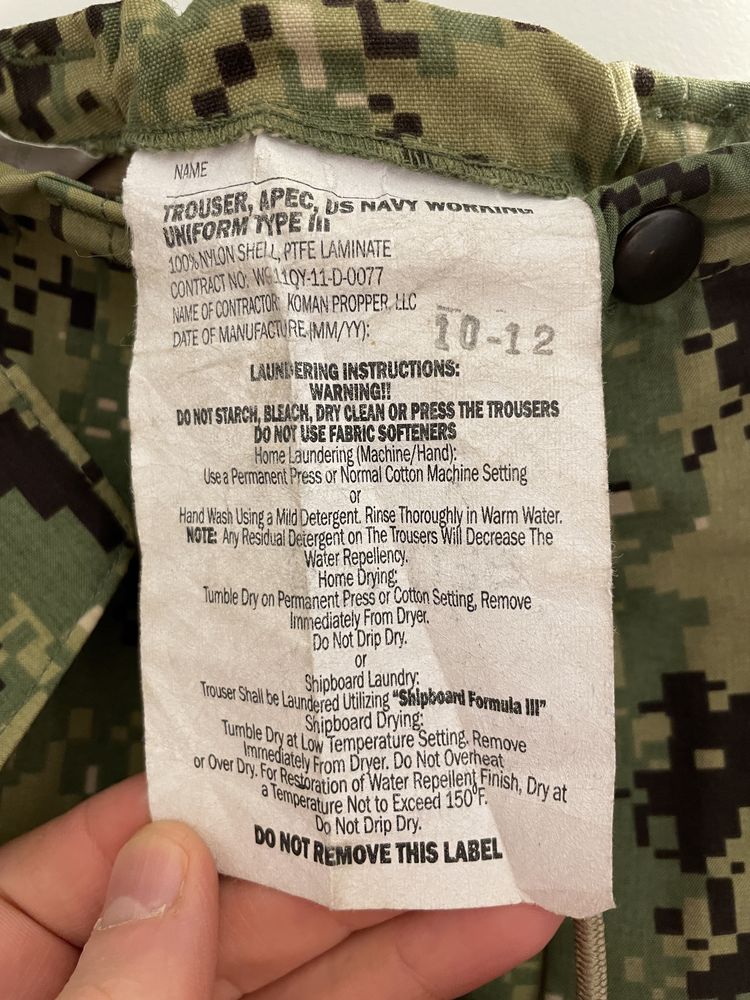 NAME
TROUSER, APEC, US NAVY WORKING
UNIFORM TYPE III
100% NYLON SHELL, PTFE LAMINATE
CONTRACT NO: W911QY-11-D-0077
NAME OF CONTRACTOR: KOMAN PROPPER, LLC
DATE OF MANUFACTURE (MM/YY): 10-12
LAUNDERING INSTRUCTIONS:
WARNING!!
DO NOT STARCH, BLEACH, DRY CLEAN OR PRESS THE TROUSERS
DO NOT USE FABRIC SOFTENERS
Home Laundering (Machine/Hand):
Use a Permanent Press or Normal Cotton Machine Setting
or
Hand Wash Using a Mild Detergent. Rinse Thoroughly in Warm Water.
NOTE: Any Residual Detergent on The Trousers Will Decrease The
Water Repellency.
Home Drying:
Tumble Dry on Permanent Press or Cotton Setting, Remove
Immediately From Dryer.
Do Not Drip Dry.
or
Shipboard Laundry:
Trouser Shall be Laundered Utilizing "Shipboard Formula III"
Shipboard Drying:
Tumble Dry at Low Temperature Setting. Remove
Immediately From Dryer. Do Not Overheat
or Over Dry. For Restoration of Water Repellent Finish, Dry at
a Temperature Not to Exceed 150°F.
Do Not Drip Dry.
DO NOT REMOVE THIS LABEL